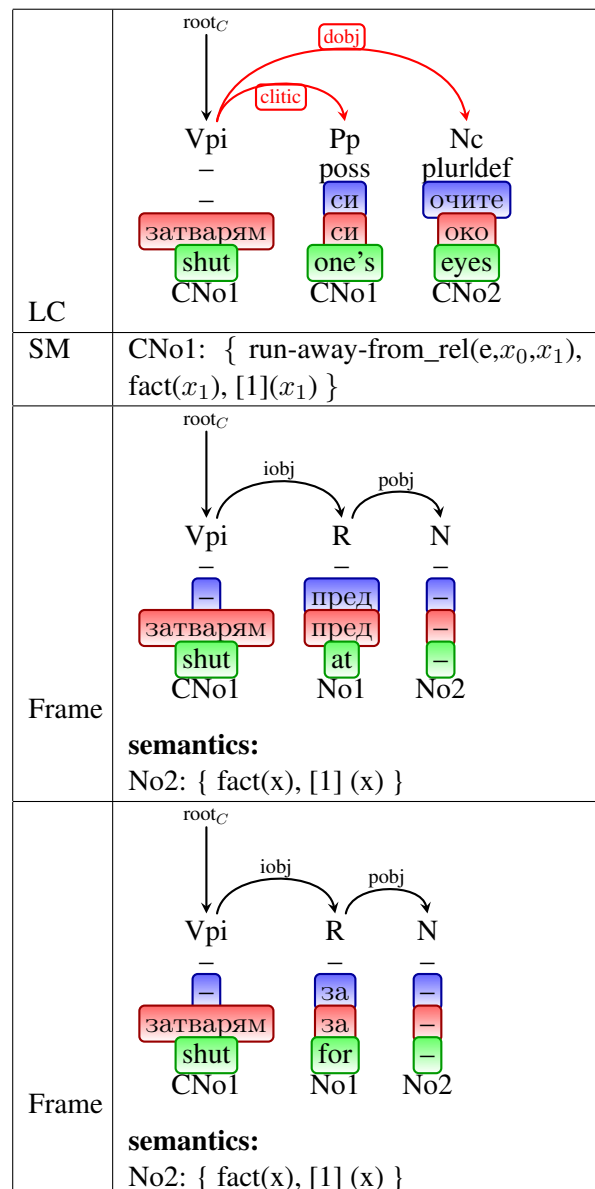 root_C
dobj
clitic
Vpi Pp Nc
– poss plur|def
– си очите
затварям си око
shut one's eyes
CNo1 CNo1 CNo2
LC
SM CNo1: { run-away-from_rel(e,x_0,x_1),
fact(x_1), [1](x_1) }
root_C
iobj pobj
Vpi R N
– – –
– пред –
затварям пред –
shut at –
CNo1 No1 No2
Frame
semantics:
No2: { fact(x), [1] (x) }
root_C
iobj pobj
Vpi R N
– – –
– за –
затварям за –
shut for –
CNo1 No1 No2
Frame
semantics:
No2: { fact(x), [1] (x) }